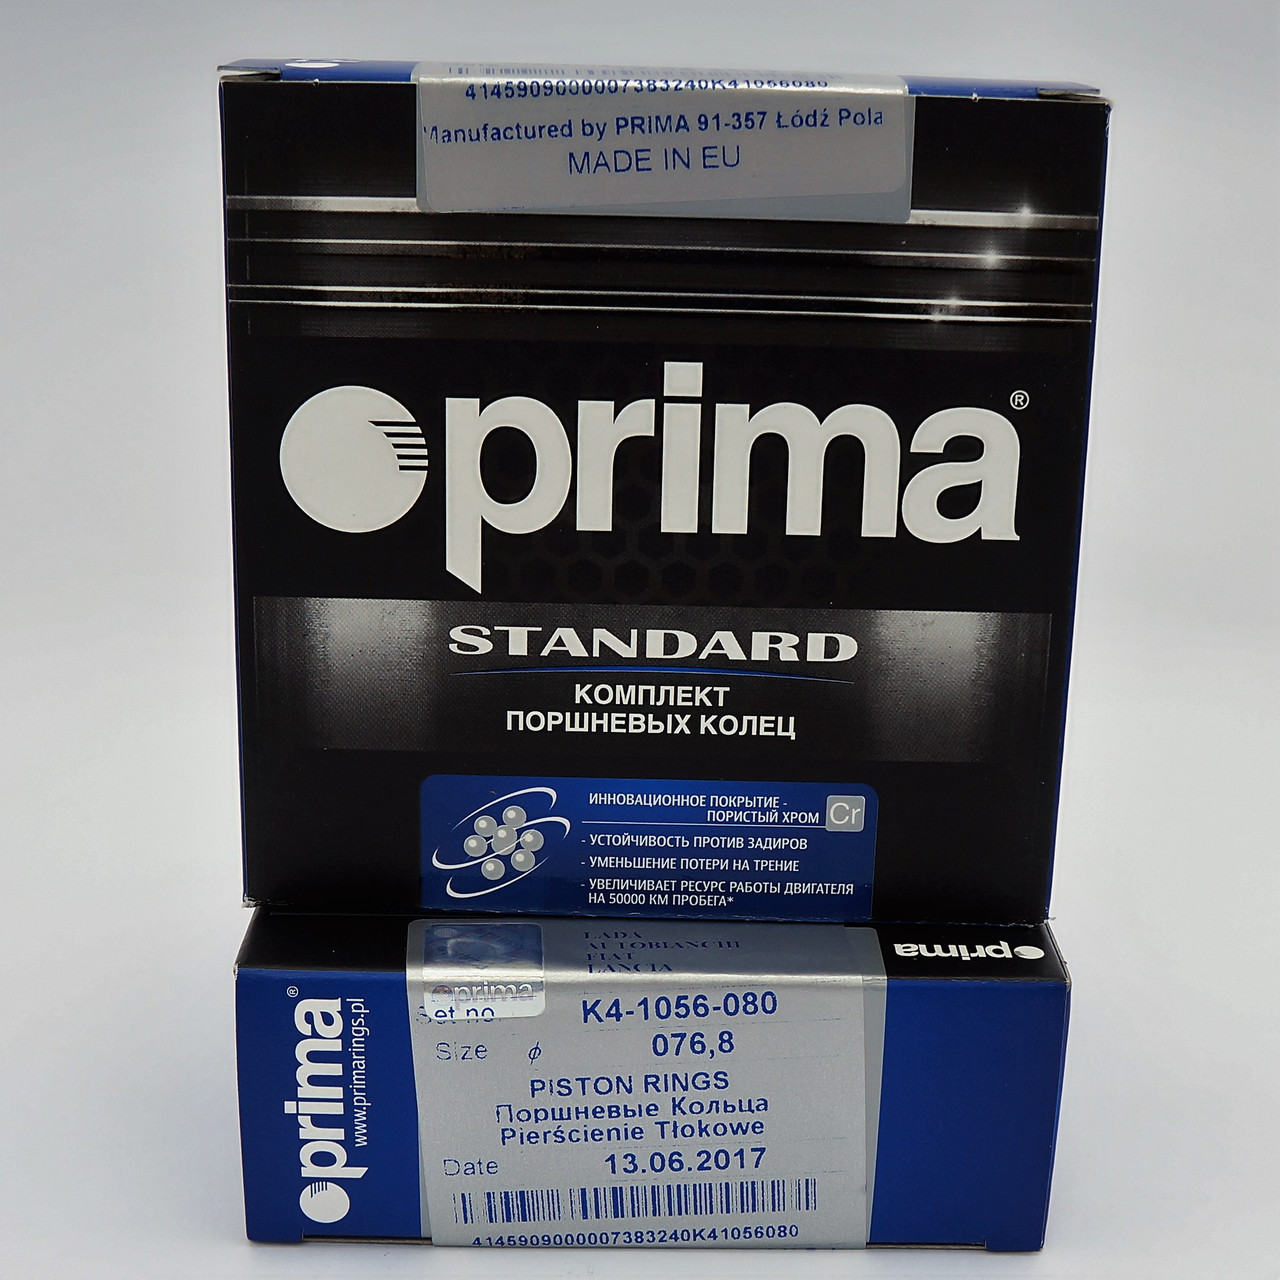 4145909000007383240K41056080
Manufactured by PRIMA 91-357 Łódź Pola
MADE IN EU
prima®
STANDARD
КОМПЛЕКТ
ПОРШНЕВЫХ КОЛЕЦ
ИННОВАЦИОННОЕ ПОКРЫТИЕ -
ПОРИСТЫЙ ХРОМ Cr
- УСТОЙЧИВОСТЬ ПРОТИВ ЗАДИРОВ
- УМЕНЬШЕНИЕ ПОТЕРИ НА ТРЕНИЕ
- УВЕЛИЧИВАЕТ РЕСУРС РАБОТЫ ДВИГАТЕЛЯ
НА 50000 КМ ПРОБЕГА*
prima
prima®
www.primarings.pl
LADA
AUTOBIANCHI
FIAT
LANCIA
prima
Set no. K4-1056-080
Size ϕ 076,8
PISTON RINGS
Поршневые Кольца
Pierścienie Tłokowe
Date 13.06.2017
4145909000007383240K41056080